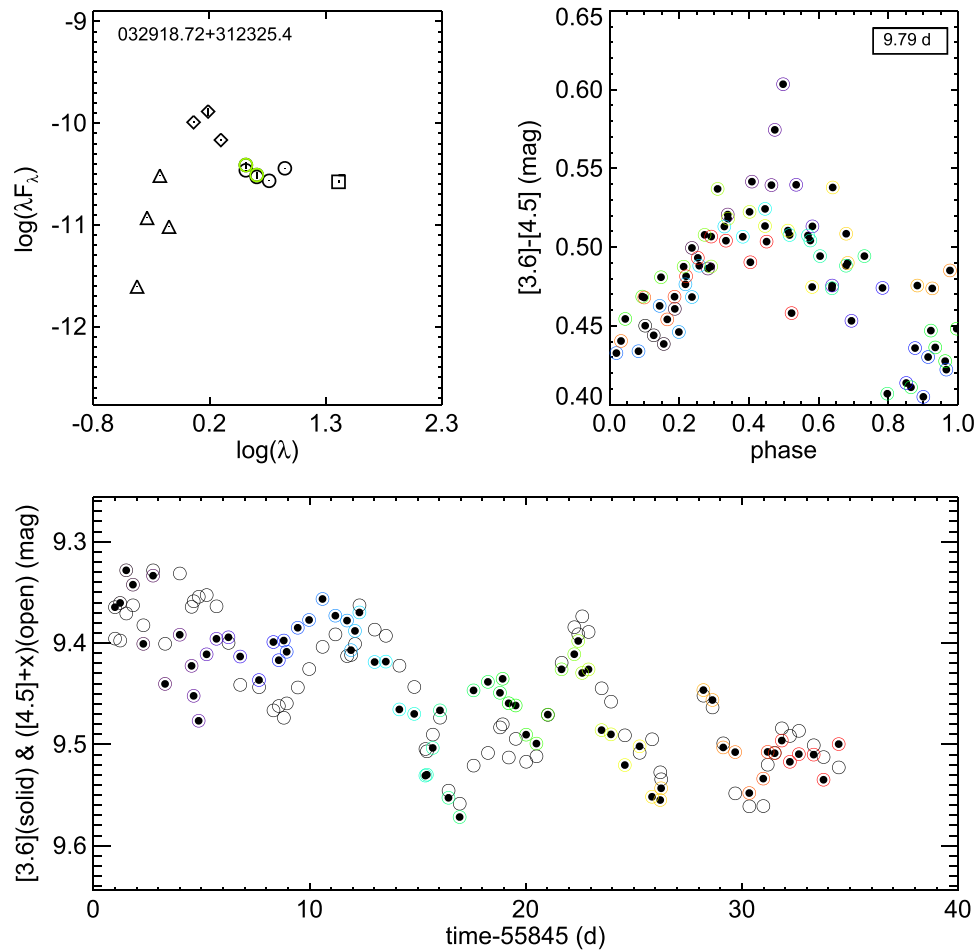 032918.72+312325.4
-9
-10
-11
-12
log(λFλ)
-0.8 0.2 1.3 2.3
log(λ)
9.79 d
0.65
0.60
0.55
0.50
0.45
0.40
[3.6]-[4.5] (mag)
0.0 0.2 0.4 0.6 0.8 1.0
phase
9.3
9.4
9.5
9.6
[3.6](solid) & ([4.5]+x)(open) (mag)
0 10 20 30 40
time-55845 (d)